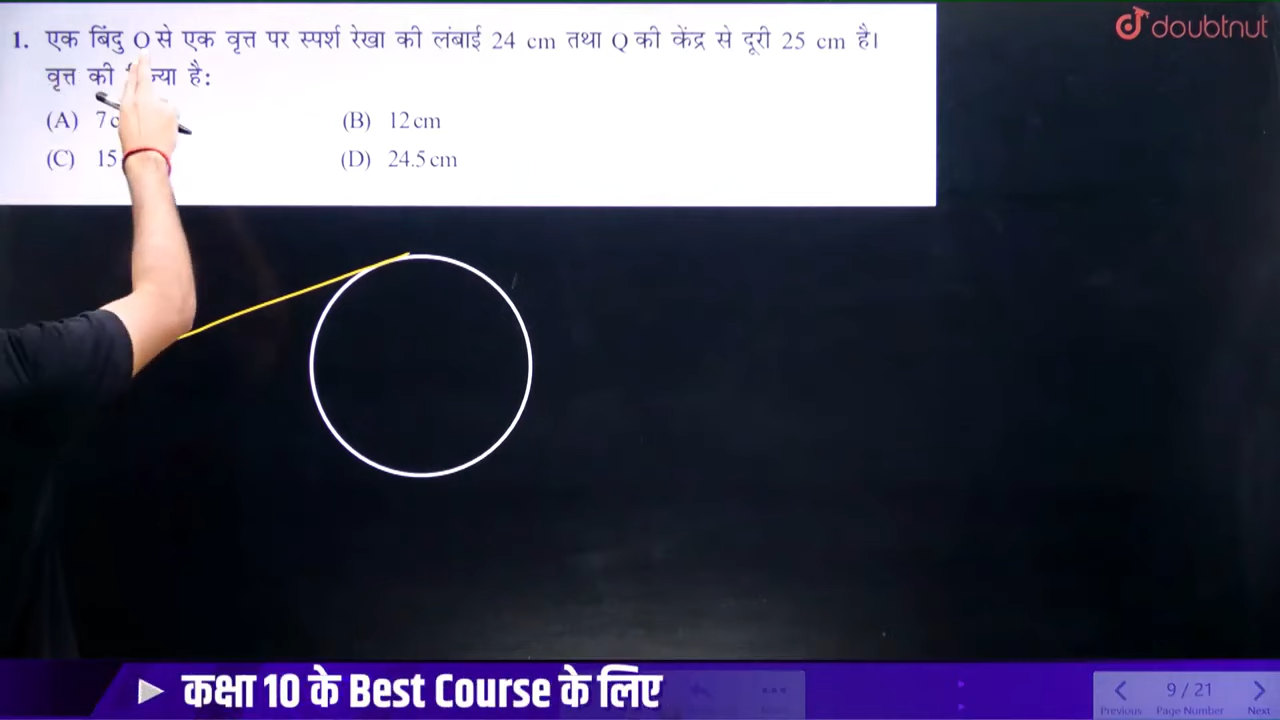 1. एक बिंदु O से एक वृत्त पर स्पर्श रेखा की लंबाई 24 cm तथा Q की केंद्र से दूरी 25 cm है।
वृत्त की है:
(A) 7 (B) 12 cm
(C) 15 (D) 24.5 cm
doubtnut
कक्षा 10 के Best Course के लिए
9 / 21
Previous Page Number Next